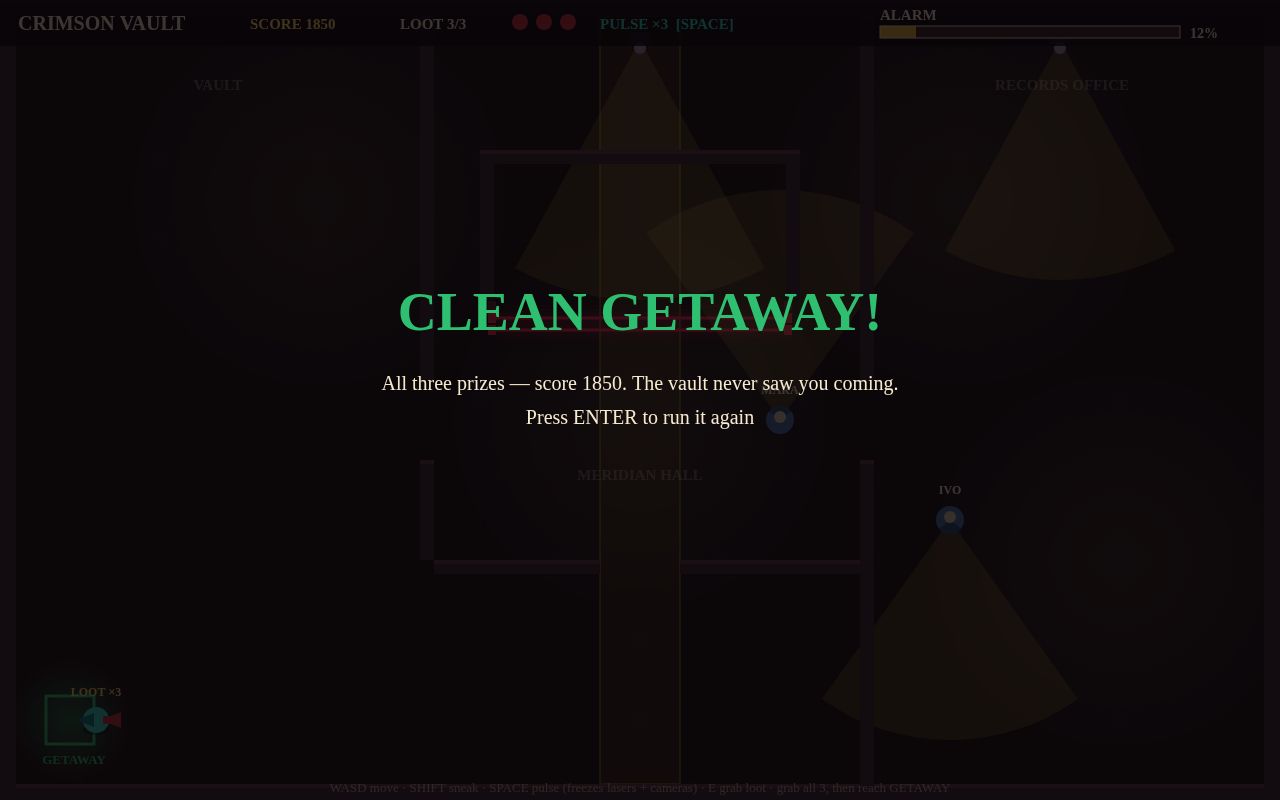 CRIMSON VAULT
SCORE 1850
LOOT 3/3
PULSE ×3 [SPACE]
ALARM
12%
VAULT
RECORDS OFFICE
CLEAN GETAWAY!
All three prizes — score 1850. The vault never saw you coming.
MARA
Press ENTER to run it again
MERIDIAN HALL
IVO
LOOT ×3
GETAWAY
WASD move · SHIFT sneak · SPACE pulse (freezes lasers + cameras) · E grab loot · grab all 3, then reach GETAWAY